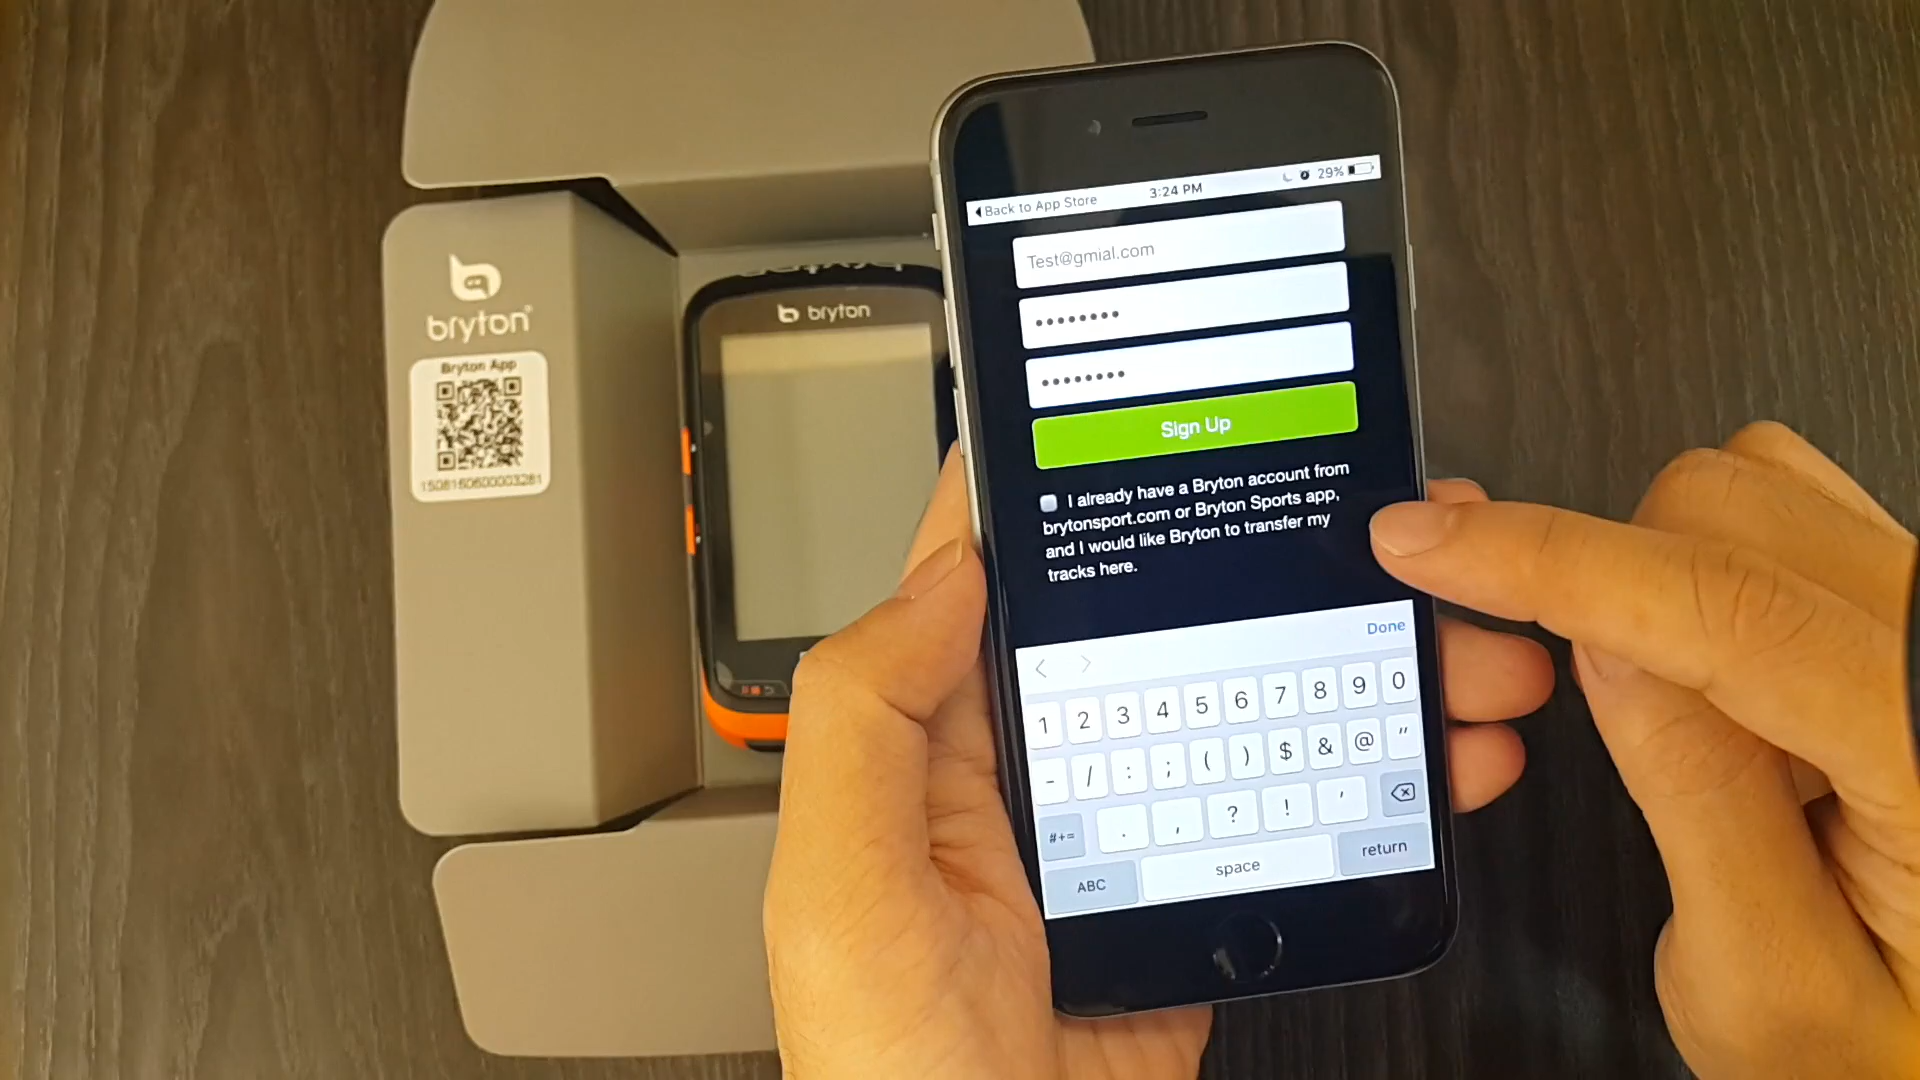 bryton
Bryton App
1508160600003281
bryton
Back to App Store
3:24 PM
29%
Test@gmial.com
••••••••
••••••••
Sign Up
I already have a Bryton account from
brytonsport.com or Bryton Sports app,
and I would like Bryton to transfer my
tracks here.
Done
1 2 3 4 5 6 7 8 9 0
- / : ; ( ) $ & @ "
#+= . , ? ! '
ABC space return